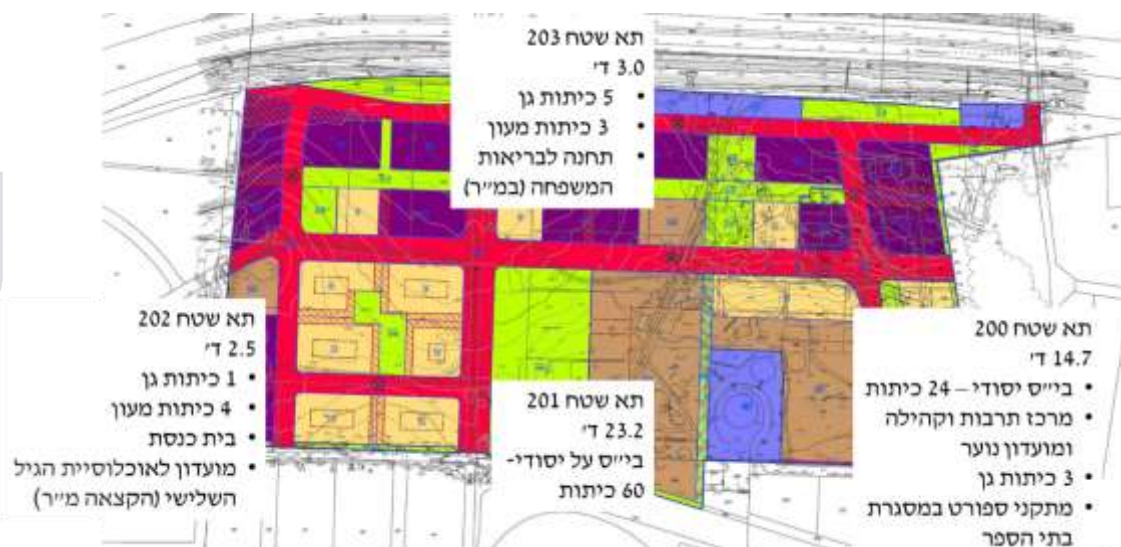 תא שטח 203
3.0 ד׳
• 5 כיתות גן
• 3 כיתות מעון
• תחנה לבריאות
המשפחה (במ״ר)
תא שטח 202
2.5 ד׳
• 1 כיתות גן
• 4 כיתות מעון
• בית כנסת
• מועדון לאוכלוסיית הגיל
השלישי (הקצאה מ״ר)
תא שטח 201
23.2 ד׳
בי״ס על יסודי-
60 כיתות
תא שטח 200
14.7 ד׳
• בי״ס יסודי – 24 כיתות
• מרכז תרבות וקהילה
ומועדון נוער
• 3 כיתות גן
• מתקני ספורט במסגרת
בתי הספר